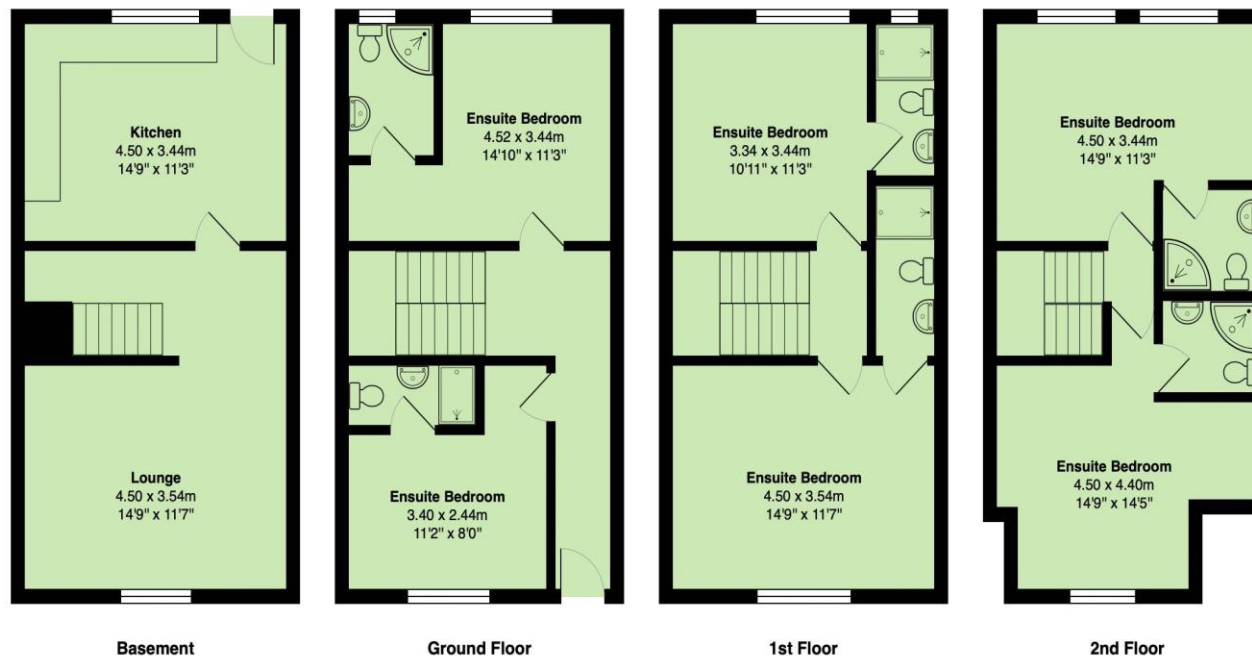 Kitchen
4.50 x 3.44m
14'9" x 11'3"
Lounge
4.50 x 3.54m
14'9" x 11'7"
Basement
Ensuite Bedroom
4.52 x 3.44m
14'10" x 11'3"
Ensuite Bedroom
3.40 x 2.44m
11'2" x 8'0"
Ground Floor
Ensuite Bedroom
3.34 x 3.44m
10'11" x 11'3"
Ensuite Bedroom
4.50 x 3.54m
14'9" x 11'7"
1st Floor
Ensuite Bedroom
4.50 x 3.44m
14'9" x 11'3"
Ensuite Bedroom
4.50 x 4.40m
14'9" x 14'5"
2nd Floor